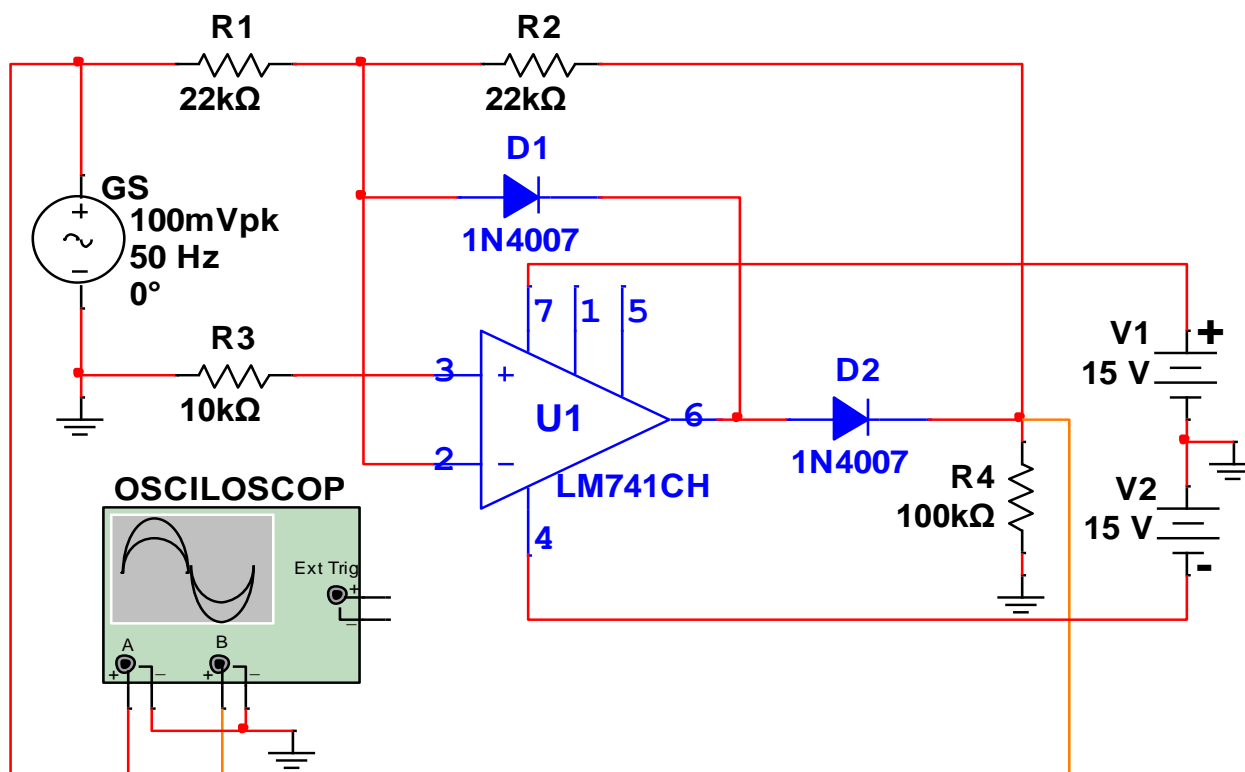 R1
22kΩ
R2
22kΩ
D1
1N4007
GS
+
~
−
100mVpk
50 Hz
0°
R3
10kΩ
7
1
5
3
+
U1
6
2
−
LM741CH
4
D2
1N4007
V1
+
15 V
R4
100kΩ
V2
15 V
-
OSCILOSCOP
Ext Trig
+
−
A
B
+
−
+
−